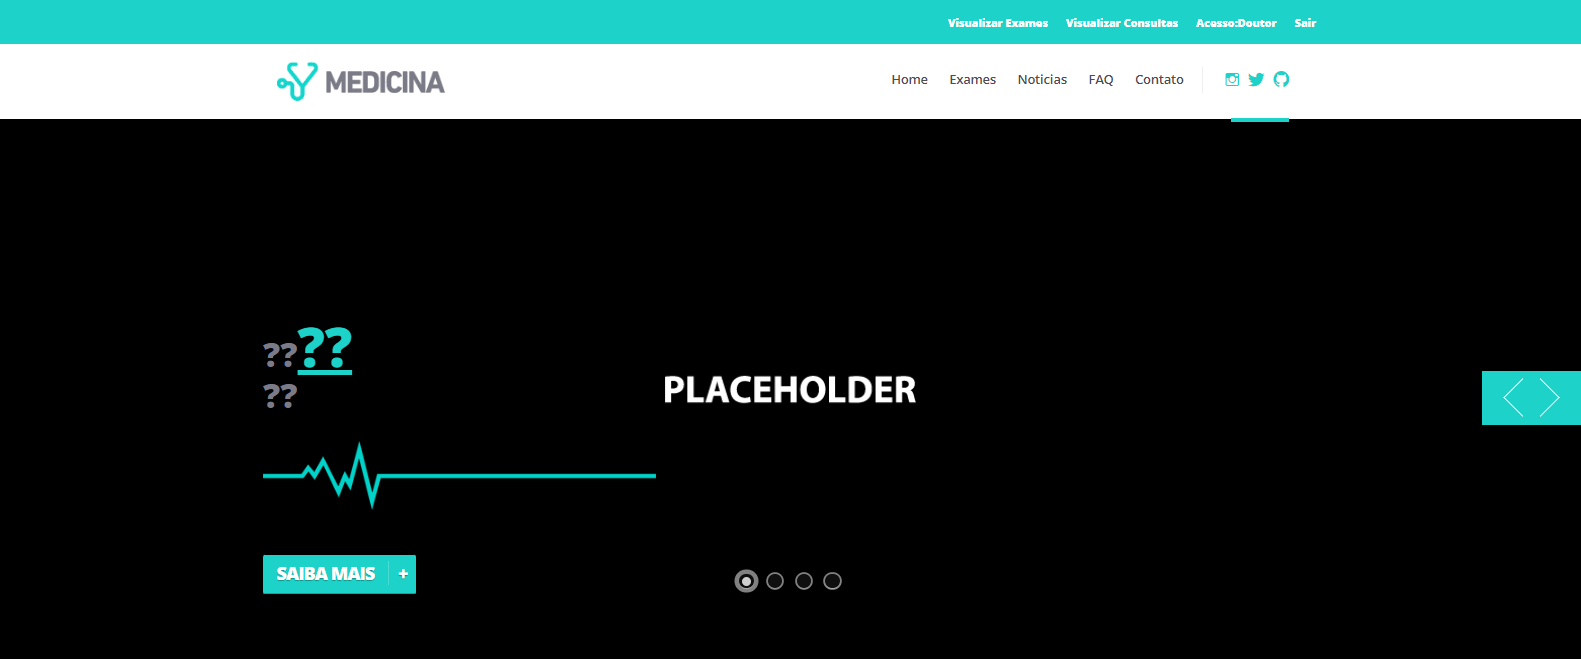 Visualizar Exames Visualizar Consultas Acesso:Doutor Sair
MEDICINA Home Exames Noticias FAQ Contato
????
??
PLACEHOLDER
SAIBA MAIS +